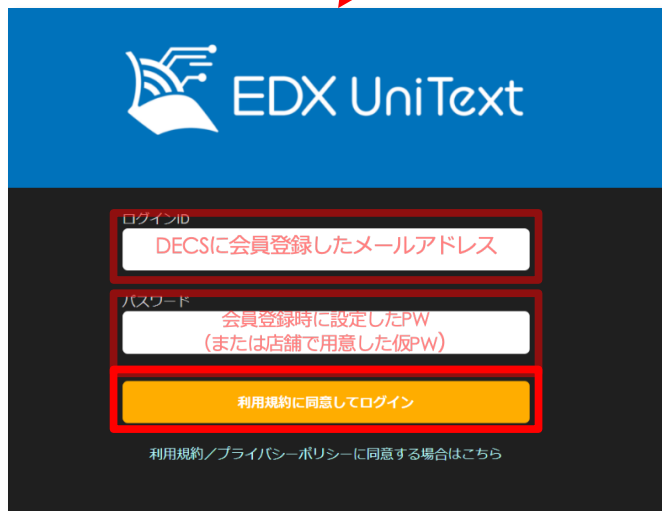 EDX UniText
ログインID
DECSに会員登録したメールアドレス
パスワード
会員登録時に設定したPW
(または店舗で用意した仮PW)
利用規約に同意してログイン
利用規約／プライバシーポリシーに同意する場合はこちら